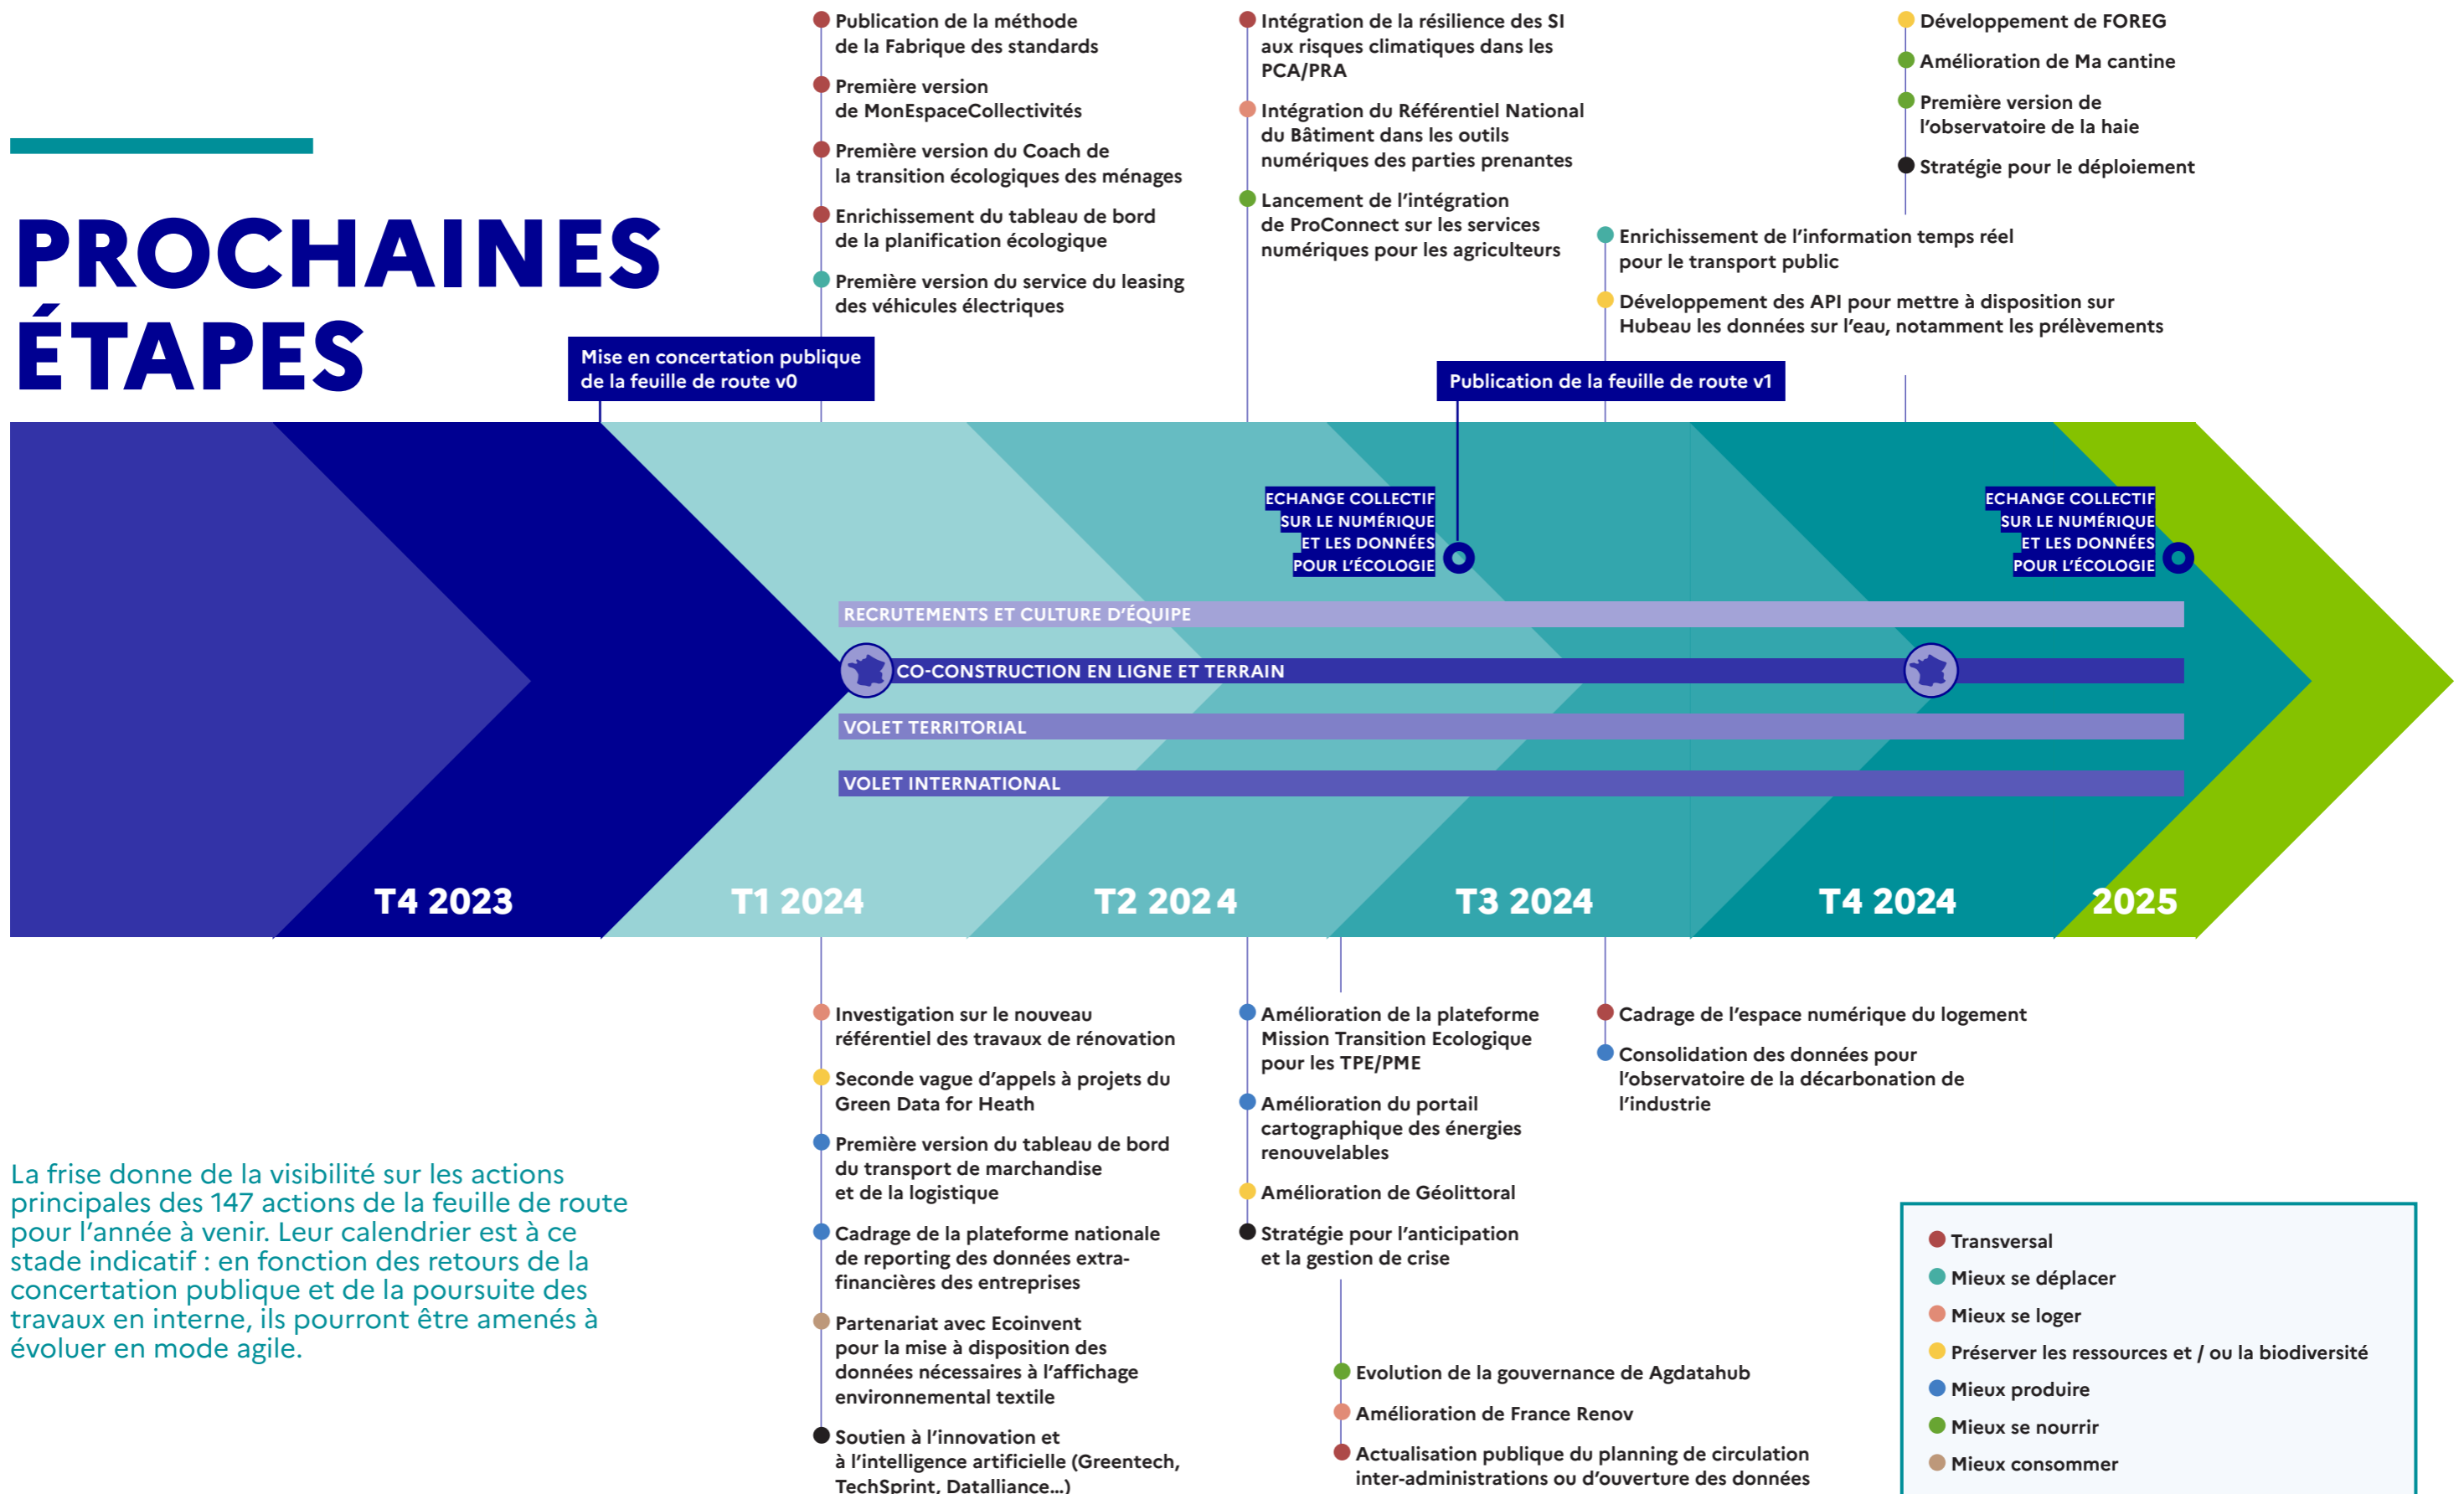 PROCHAINES
ÉTAPES
Publication de la méthode
de la Fabrique des standards
Première version
de MonEspaceCollectivités
Première version du Coach de
la transition écologiques des ménages
Enrichissement du tableau de bord
de la planification écologique
Première version du service du leasing
des véhicules électriques
Intégration de la résilience des SI
aux risques climatiques dans les
PCA/PRA
Intégration du Référentiel National
du Bâtiment dans les outils
numériques des parties prenantes
Lancement de l'intégration
de ProConnect sur les services
numériques pour les agriculteurs
Développement de FOREG
Amélioration de Ma cantine
Première version de
l'observatoire de la haie
Stratégie pour le déploiement
Enrichissement de l'information temps réel
pour le transport public
Développement des API pour mettre à disposition sur
Hubeau les données sur l'eau, notamment les prélèvements
Mise en concertation publique
de la feuille de route v0
Publication de la feuille de route v1
ECHANGE COLLECTIF
SUR LE NUMÉRIQUE
ET LES DONNÉES
POUR L'ÉCOLOGIE
ECHANGE COLLECTIF
SUR LE NUMÉRIQUE
ET LES DONNÉES
POUR L'ÉCOLOGIE
RECRUTEMENTS ET CULTURE D'ÉQUIPE
CO-CONSTRUCTION EN LIGNE ET TERRAIN
VOLET TERRITORIAL
VOLET INTERNATIONAL
T4 2023
T1 2024
T2 2024
T3 2024
T4 2024
2025
Investigation sur le nouveau
référentiel des travaux de rénovation
Seconde vague d'appels à projets du
Green Data for Heath
Première version du tableau de bord
du transport de marchandise
et de la logistique
Cadrage de la plateforme nationale
de reporting des données extra-
financières des entreprises
Partenariat avec Ecoinvent
pour la mise à disposition des
données nécessaires à l'affichage
environnemental textile
Soutien à l'innovation et
à l'intelligence artificielle (Greentech,
TechSprint, Datalliance...)
Amélioration de la plateforme
Mission Transition Ecologique
pour les TPE/PME
Amélioration du portail
cartographique des énergies
renouvelables
Amélioration de Géolittoral
Stratégie pour l'anticipation
et la gestion de crise
Evolution de la gouvernance de Agdatahub
Amélioration de France Renov
Actualisation publique du planning de circulation
inter-administrations ou d'ouverture des données
Cadrage de l'espace numérique du logement
Consolidation des données pour
l'observatoire de la décarbonation de
l'industrie
La frise donne de la visibilité sur les actions
principales des 147 actions de la feuille de route
pour l'année à venir. Leur calendrier est à ce
stade indicatif : en fonction des retours de la
concertation publique et de la poursuite des
travaux en interne, ils pourront être amenés à
évoluer en mode agile.
Transversal
Mieux se déplacer
Mieux se loger
Préserver les ressources et / ou la biodiversité
Mieux produire
Mieux se nourrir
Mieux consommer